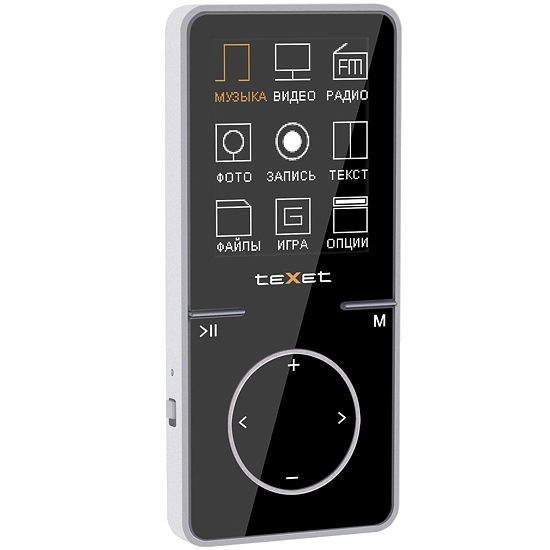 FM
МУЗЫКА ВИДЕО РАДИО
ФОТО ЗАПИСЬ ТЕКСТ
G
ФАЙЛЫ ИГРА ОПЦИИ
teXet
>II M
+
< >
−